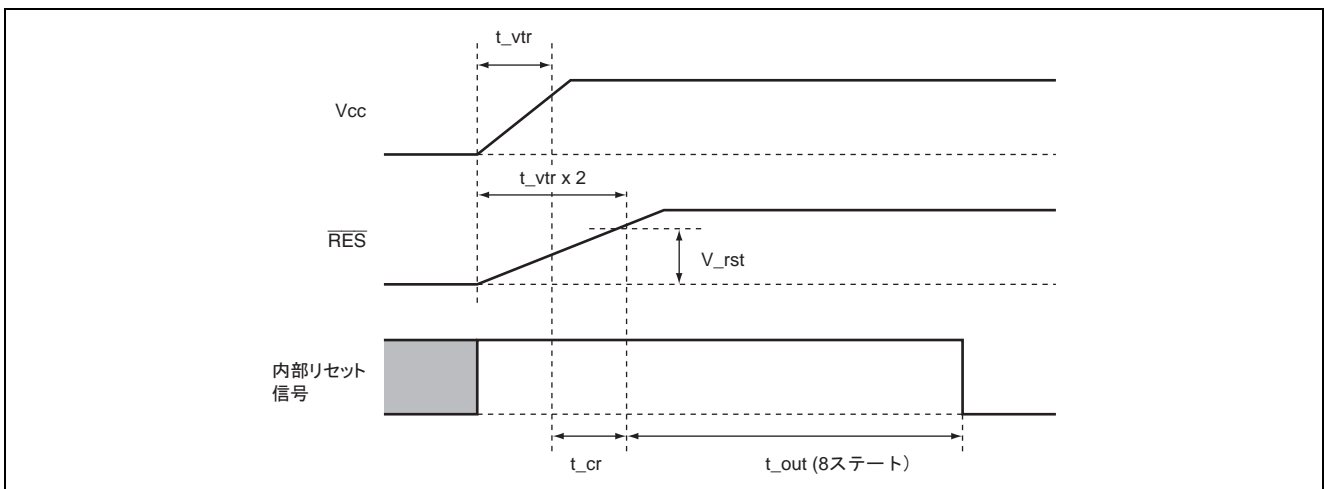 t_vtr
Vcc
t_vtr x 2
RES
V_rst
内部リセット
信号
t_cr
t_out (8ステート）